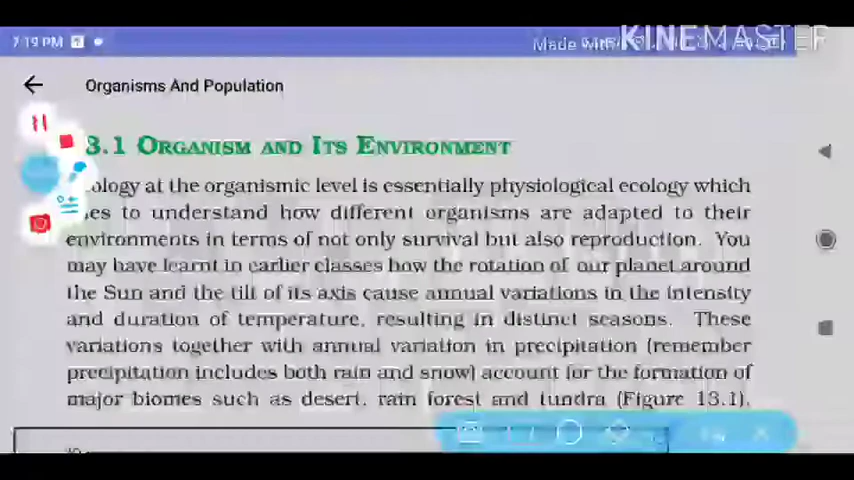 7:19 PM
Made with KINEMASTER
Organisms And Population
3.1 ORGANISM AND ITS ENVIRONMENT
ology at the organismic level is essentially physiological ecology which
es to understand how different organisms are adapted to their
environments in terms of not only survival but also reproduction. You
may have learnt in earlier classes how the rotation of our planet around
the Sun and the tilt of its axis cause annual variations in the intensity
and duration of temperature, resulting in distinct seasons. These
variations together with annual variation in precipitation (remember
precipitation includes both rain and snow) account for the formation of
major biomes such as desert, rain forest and tundra (Figure 13.1).